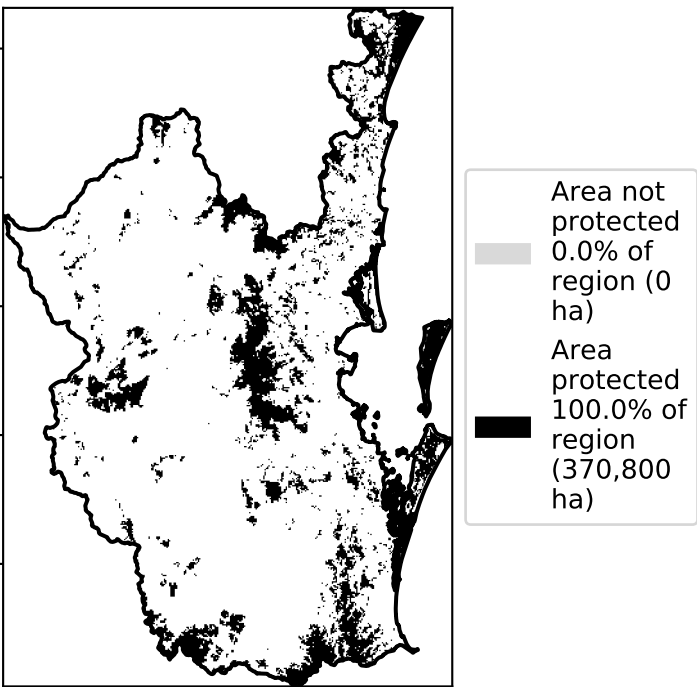 Area not
protected
0.0% of
region (0
ha)
Area
protected
100.0% of
region
(370,800
ha)